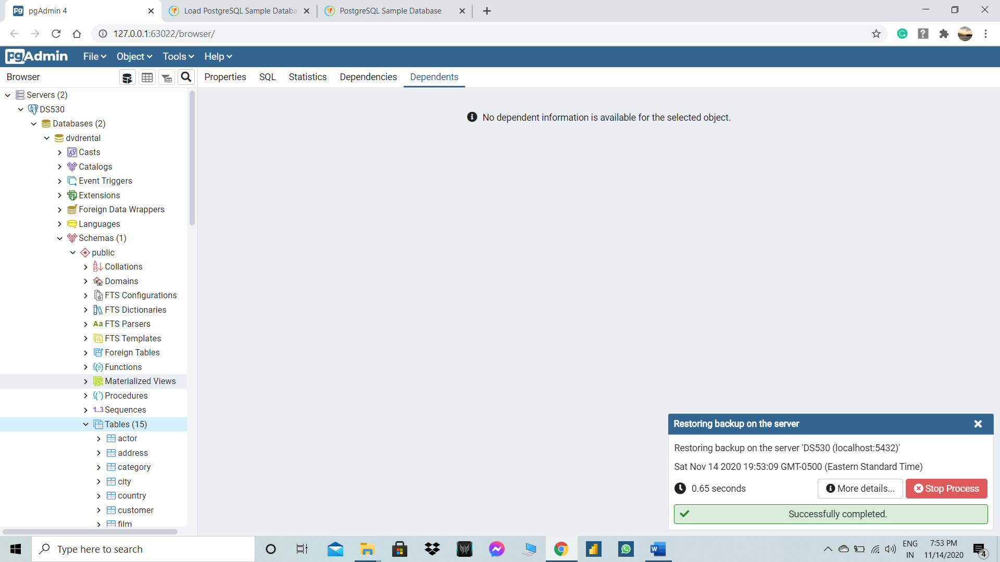 pgAdmin 4
Load PostgreSQL Sample Databa
PostgreSQL Sample Database
127.0.0.1:63022/browser/
pgAdmin File Object Tools Help
Browser
Properties SQL Statistics Dependencies Dependents
Servers (2)
DS530
Databases (2)
dvdrental
Casts
Catalogs
Event Triggers
Extensions
Foreign Data Wrappers
Languages
Schemas (1)
public
Collations
Domains
FTS Configurations
FTS Dictionaries
Aa FTS Parsers
FTS Templates
Foreign Tables
Functions
Materialized Views
Procedures
1..3 Sequences
Tables (15)
actor
address
category
city
country
customer
film
No dependent information is available for the selected object.
Restoring backup on the server
Restoring backup on the server 'DS530 (localhost:5432)'
Sat Nov 14 2020 19:53:09 GMT-0500 (Eastern Standard Time)
0.65 seconds
More details...
Stop Process
Successfully completed.
Type here to search
ENG
IN
7:53 PM
11/14/2020
4